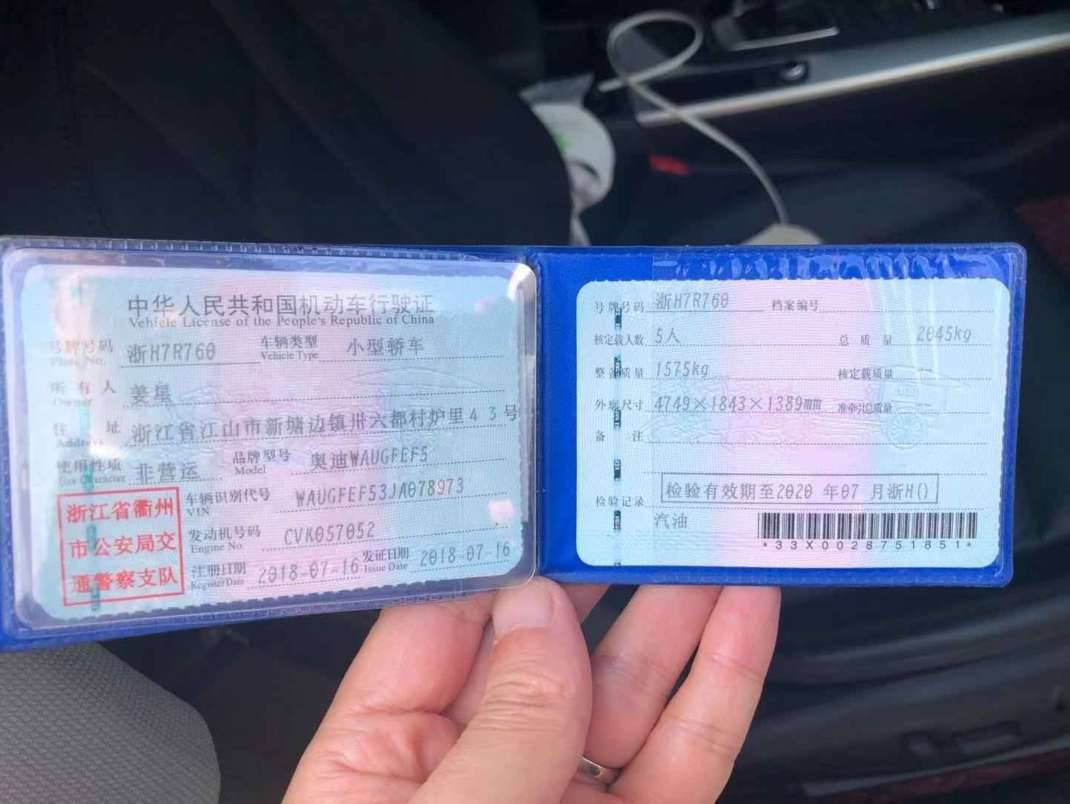 中华人民共和国机动车行驶证
Vehicle License of the People's Republic of China
号牌号码 浙H7R760 车辆类型 小型轿车
Plate No. Vehicle Type
所有人 姜星
Owner
住址 浙江省江山市新塘边镇卅六都村炉里43号
Address
使用性质 非营运 品牌型号 奥迪WAUGFEF5
Use Character Model
浙江省衢州
市公安局交
通警察支队
车辆识别代号 WAUGFEF53JA078973
VIN
发动机号码 CVK057052
Engine No.
注册日期 2018-07-16 发证日期 2018-07-16
Register Date Issue Date
号牌号码 浙H7R760 档案编号
核定载人数 5人 总质量 2045kg
整备质量 1575kg 核定载质量 --
外廓尺寸 4749×1843×1389mm 准牵引总质量 --
备注
检验记录 检验有效期至2020年07月浙H()
汽油
*33X0028751851*